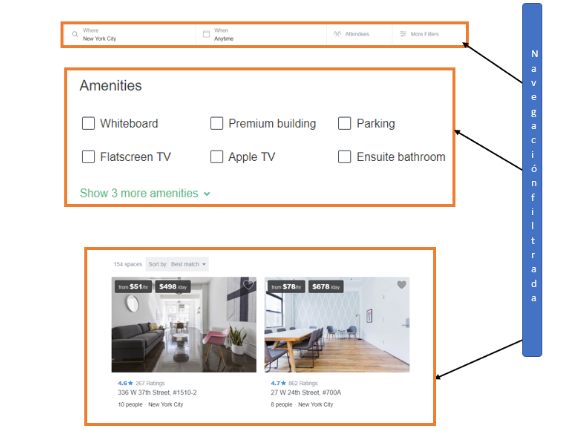 Where
New York City
When
Anytime
Attendees
More Filters
Amenities
Whiteboard
Premium building
Parking
Flatscreen TV
Apple TV
Ensuite bathroom
Show 3 more amenities
154 spaces Sort by: Best match
from $51/hr $498 /day
from $78/hr $678 /day
4.6 ★ 267 Ratings
336 W 37th Street, #1510-2
10 people · New York City
4.7 ★ 862 Ratings
27 W 24th Street, #700A
8 people · New York City
Navegación filtrada